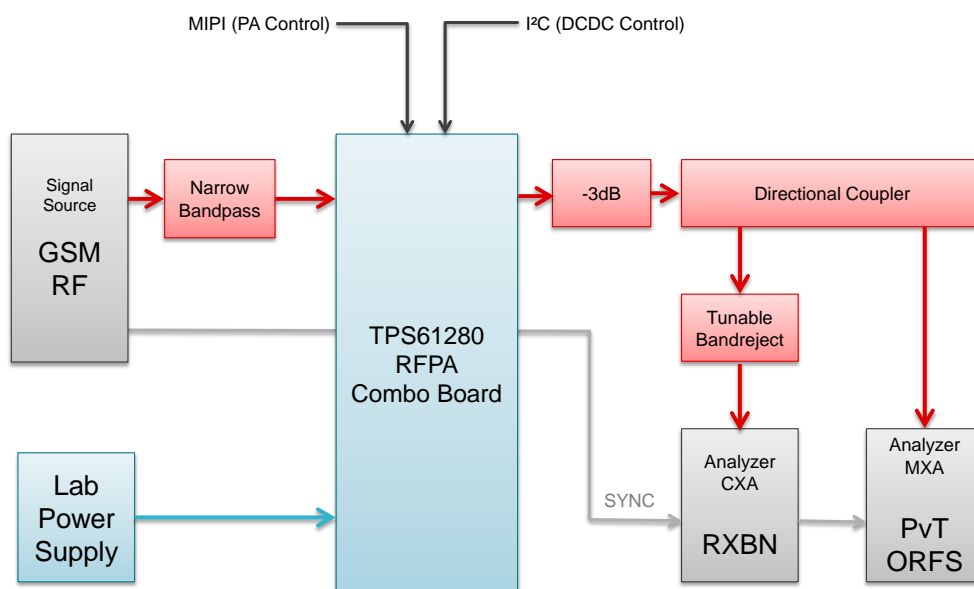 MIPI (PA Control)
I²C (DCDC Control)
Signal
Source
GSM
RF
Narrow
Bandpass
-3dB
Directional Coupler
Tunable
Bandreject
TPS61280
RFPA
Combo Board
Lab
Power
Supply
SYNC
Analyzer
CXA
RXBN
Analyzer
MXA
PvT
ORFS